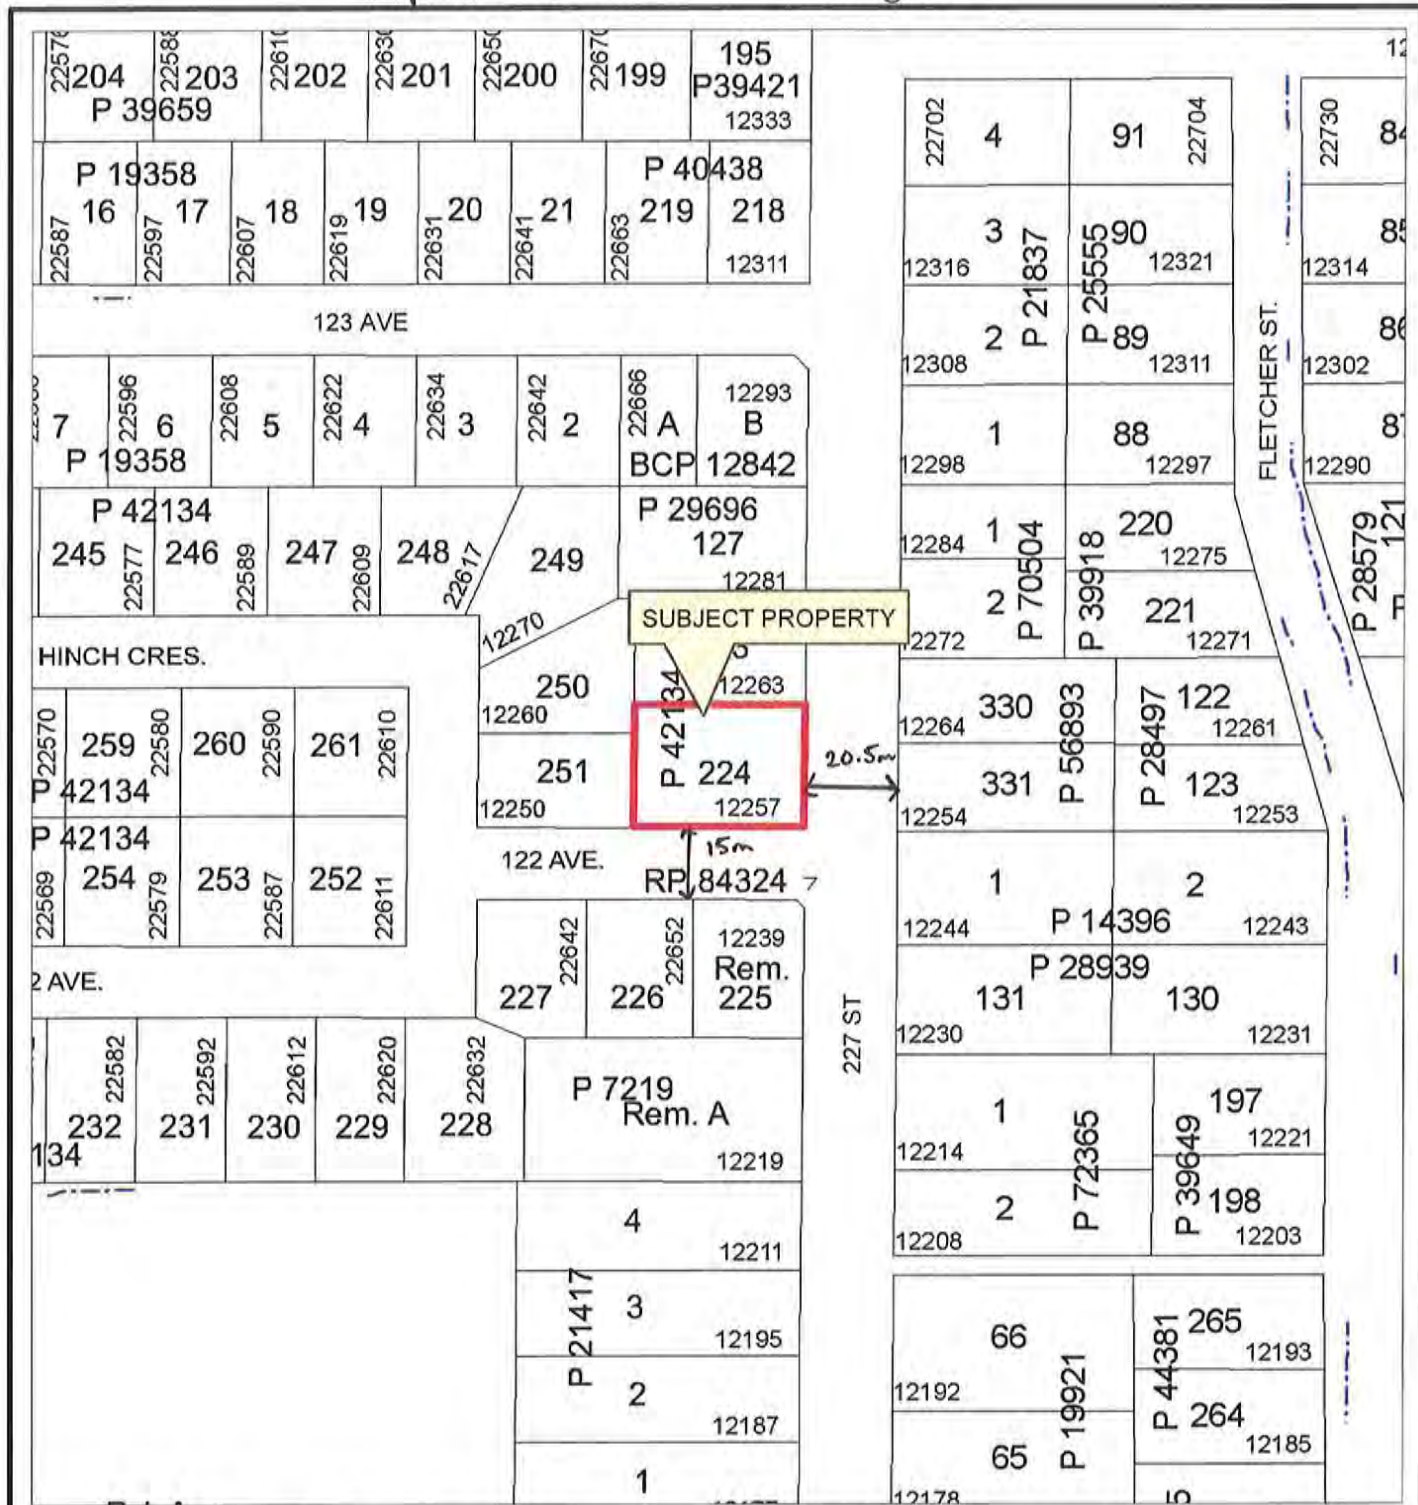 204 203 202 201 200 199 195
P 39659 P39421
12333
P 19358 P 40438
16 17 18 19 20 21 219 218
22587 22597 22607 22619 22631 22641 22663 12311
123 AVE
22596 22608 22622 22634 22642 22666 12293
7 6 5 4 3 2 A B
P 19358 BCP 12842
P 42134 P 29696
245 246 247 248 249 127
22577 22589 22609 22617 12281
SUBJECT PROPERTY
HINCH CRES.
12270
250 12263
12260
P 42134
22570 259 22580 260 22590 261 22610 251 224
P 42134
12250 12257
20.5m
15m
122 AVE.
RP 84324
P 42134
22569 254 22579 253 22587 252 22611
22642 22652 12239
Rem.
227 226 225
2 AVE.
227 ST
22582 22592 22612 22620 22632
P 7219
232 231 230 229 228 Rem. A
134
12219
4
12211
P 21417
3
12195
2
12187
1
22702 4 91 22704 22730
3 90
12316 12321 12314
P 21837 P 25555
2 89
12308 12311 12302
FLETCHER ST.
1 88
12298 12297 12290
1 220
12284 12275
P 70504 P 39918 P 28579
2 221
12272 12271
330 122
12264 12261
P 56893 P 28497
331 123
12254 12253
1 2
P 14396
12244 12243
P 28939
131 130
12230 12231
1 197
12214 12221
P 72365 P 39649
2 198
12208 12203
66 265
12193
12192
P 19921 P 44381
264
65 12185
12178